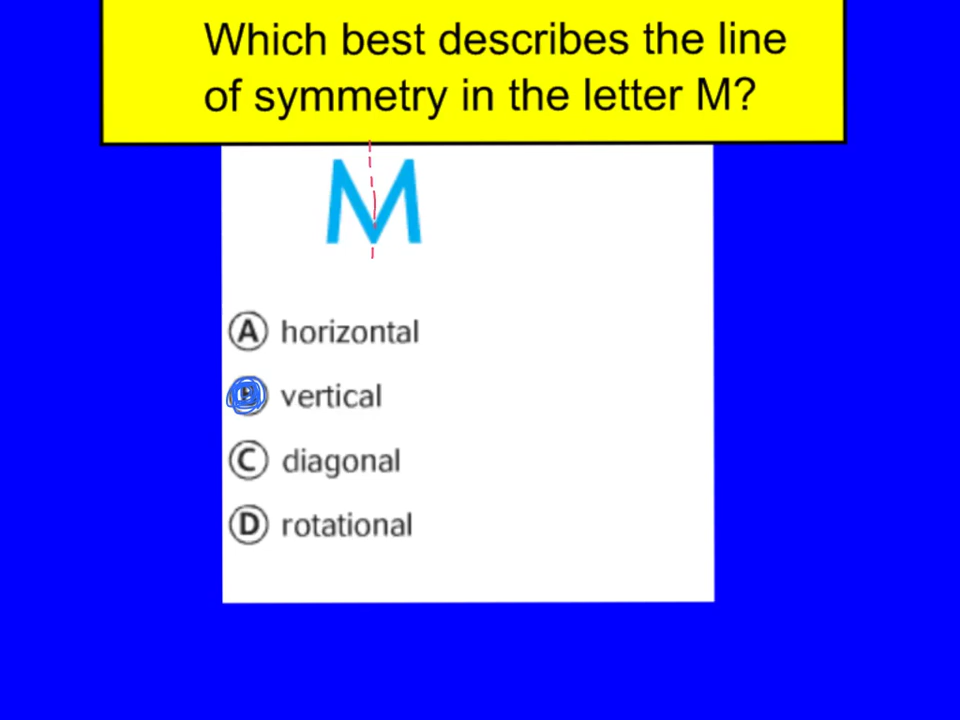 Which best describes the line
of symmetry in the letter M?
M
A horizontal
B vertical
C diagonal
D rotational